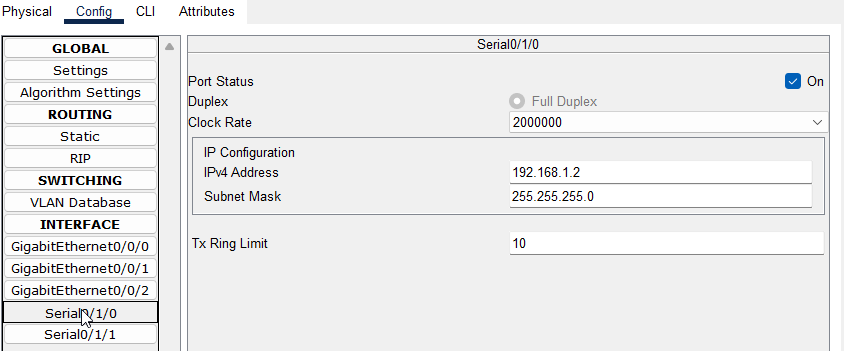 Physical Config CLI Attributes
GLOBAL
Settings
Algorithm Settings
ROUTING
Static
RIP
SWITCHING
VLAN Database
INTERFACE
GigabitEthernet0/0/0
GigabitEthernet0/0/1
GigabitEthernet0/0/2
Serial0/1/0
Serial0/1/1
Serial0/1/0
Port Status On
Duplex Full Duplex
Clock Rate 2000000
IP Configuration
IPv4 Address 192.168.1.2
Subnet Mask 255.255.255.0
Tx Ring Limit 10